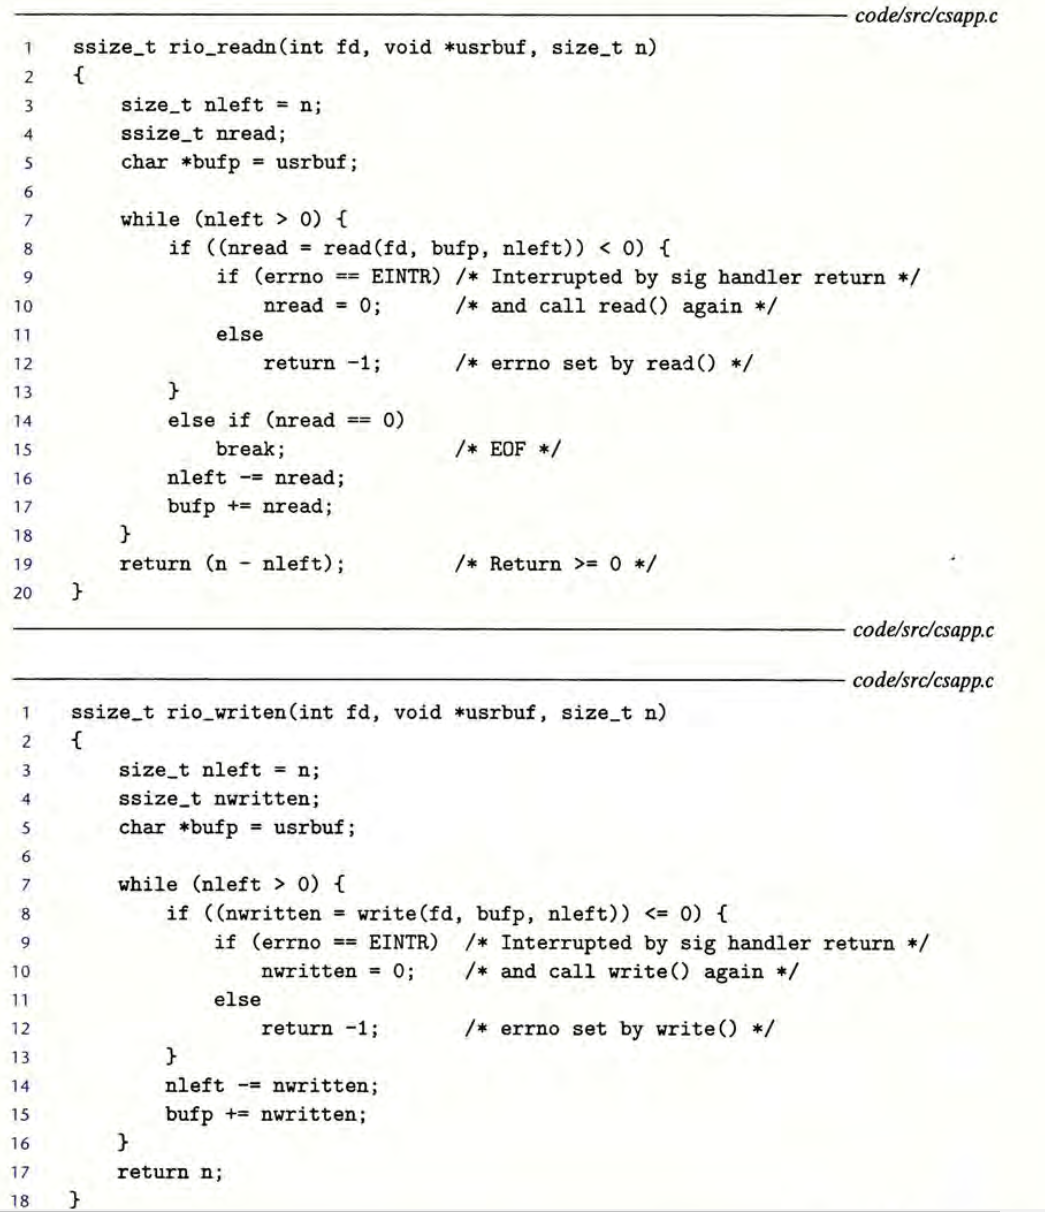 code/src/csapp.c
1 ssize_t rio_readn(int fd, void *usrbuf, size_t n)
2 {
3 size_t nleft = n;
4 ssize_t nread;
5 char *bufp = usrbuf;
6
7 while (nleft > 0) {
8 if ((nread = read(fd, bufp, nleft)) < 0) {
9 if (errno == EINTR) /* Interrupted by sig handler return */
10 nread = 0; /* and call read() again */
11 else
12 return -1; /* errno set by read() */
13 }
14 else if (nread == 0)
15 break; /* EOF */
16 nleft -= nread;
17 bufp += nread;
18 }
19 return (n - nleft); /* Return >= 0 */
20 }
code/src/csapp.c
code/src/csapp.c
1 ssize_t rio_writen(int fd, void *usrbuf, size_t n)
2 {
3 size_t nleft = n;
4 ssize_t nwritten;
5 char *bufp = usrbuf;
6
7 while (nleft > 0) {
8 if ((nwritten = write(fd, bufp, nleft)) <= 0) {
9 if (errno == EINTR) /* Interrupted by sig handler return */
10 nwritten = 0; /* and call write() again */
11 else
12 return -1; /* errno set by write() */
13 }
14 nleft -= nwritten;
15 bufp += nwritten;
16 }
17 return n;
18 }